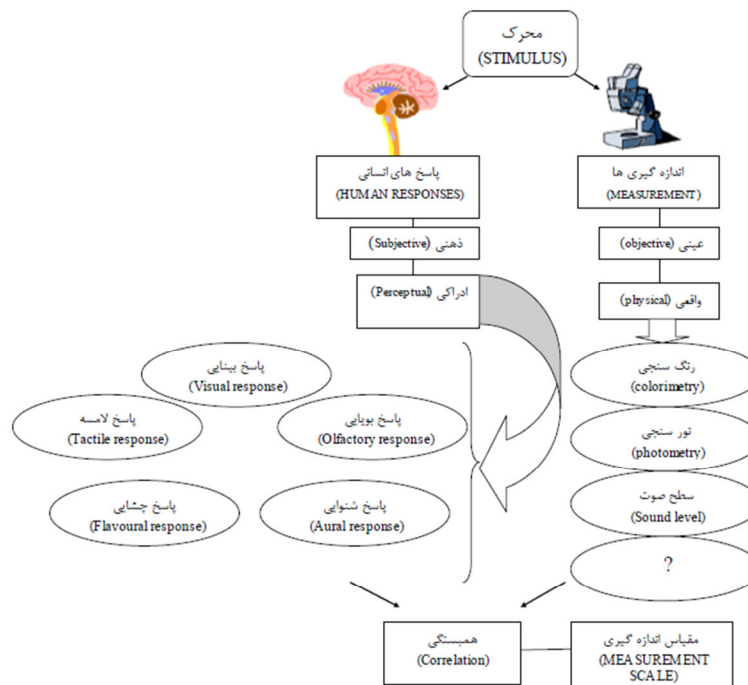 محرک
(STIMULUS)
پاسخ های انسانی
(HUMAN RESPONSES)
اندازه گیری ها
(MEASUREMENT)
ذهنی (Subjective)
عینی (objective)
ادراکی (Perceptual)
واقعی (physical)
رنگ سنجی
(colorimetry)
پاسخ بینایی
(Visual response)
پاسخ لامسه
(Tactile response)
پاسخ بویایی
(Olfactory response)
نور سنجی
(photometry)
پاسخ چشایی
(Flavoural response)
پاسخ شنوایی
(Aural response)
سطح صوت
(Sound level)
?
همبستگی
(Correlation)
مقیاس اندازه گیری
(MEASUREMENT
SCALE)